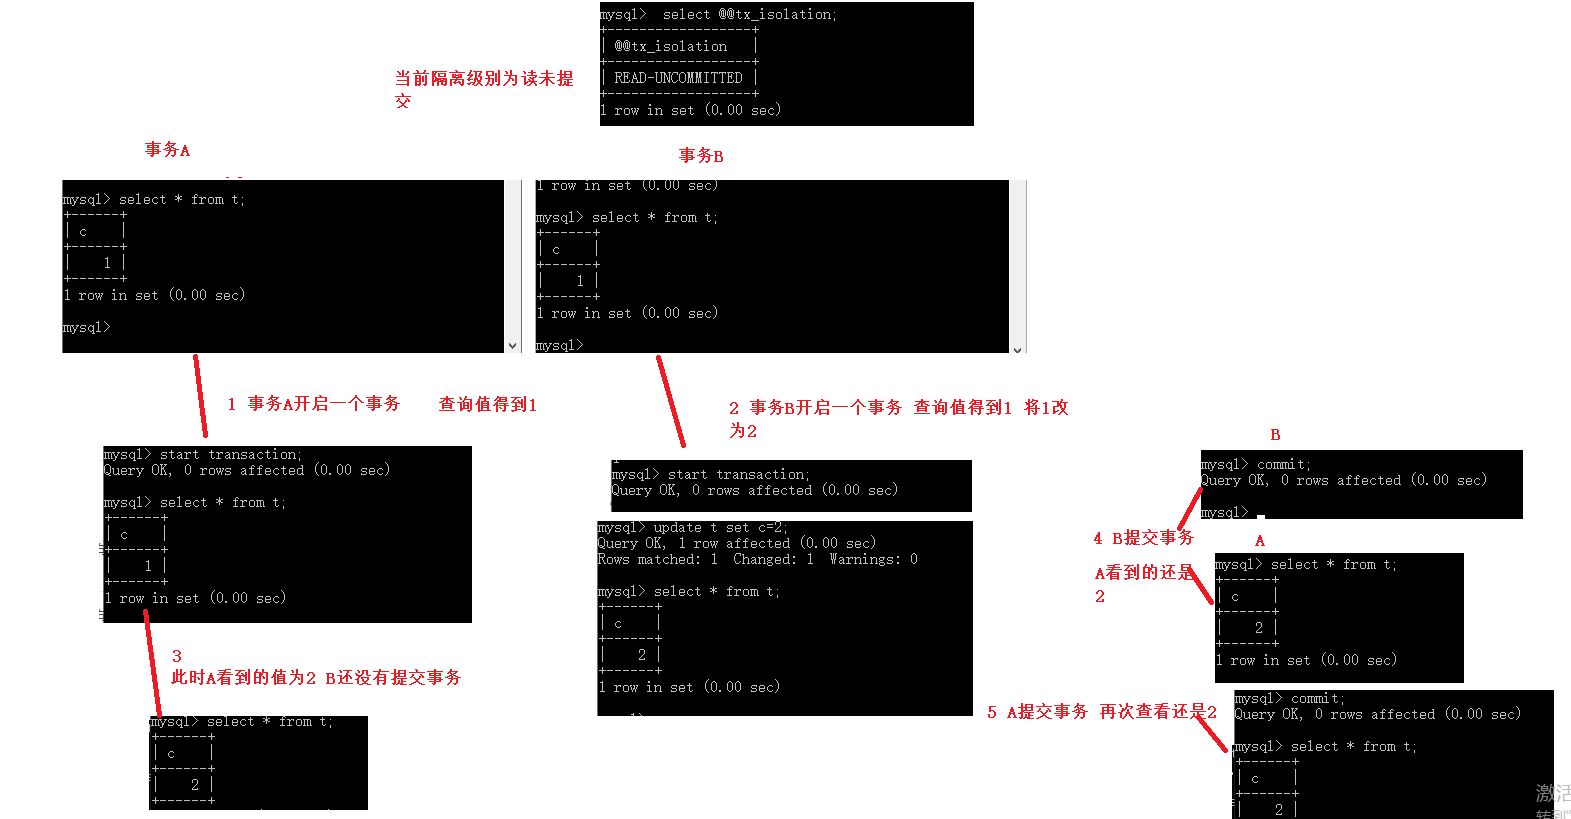 mysql> select @@tx_isolation;
+------------------+
| @@tx_isolation   |
+------------------+
| READ-UNCOMMITTED |
+------------------+
1 row in set (0.00 sec)
当前隔离级别为读未提
交
事务A
mysql> select * from t;
+------+
| c    |
+------+
|    1 |
+------+
1 row in set (0.00 sec)
mysql>
事务B
1 row in set (0.00 sec)
mysql> select * from t;
+------+
| c    |
+------+
|    1 |
+------+
1 row in set (0.00 sec)
mysql>
1 事务A开启一个事务 查询值得到1
mysql> start transaction;
Query OK, 0 rows affected (0.00 sec)
mysql> select * from t;
+------+
| c    |
+------+
|    1 |
+------+
1 row in set (0.00 sec)
2 事务B开启一个事务 查询值得到1 将1改
为2
mysql> start transaction;
Query OK, 0 rows affected (0.00 sec)
mysql> update t set c=2;
Query OK, 1 row affected (0.00 sec)
Rows matched: 1  Changed: 1  Warnings: 0
mysql> select * from t;
+------+
| c    |
+------+
|    2 |
+------+
1 row in set (0.00 sec)
3
此时A看到的值为2 B还没有提交事务
mysql> select * from t;
+------+
| c    |
+------+
|    2 |
+------+
B
mysql> commit;
Query OK, 0 rows affected (0.00 sec)
mysql>
4 B提交事务
A
A看到的还是
2
mysql> select * from t;
+------+
| c    |
+------+
|    2 |
+------+
1 row in set (0.00 sec)
5 A提交事务 再次查看还是2
mysql> commit;
Query OK, 0 rows affected (0.00 sec)
mysql> select * from t;
+------+
| c    |
+------+
|    2 |
激活
转到"